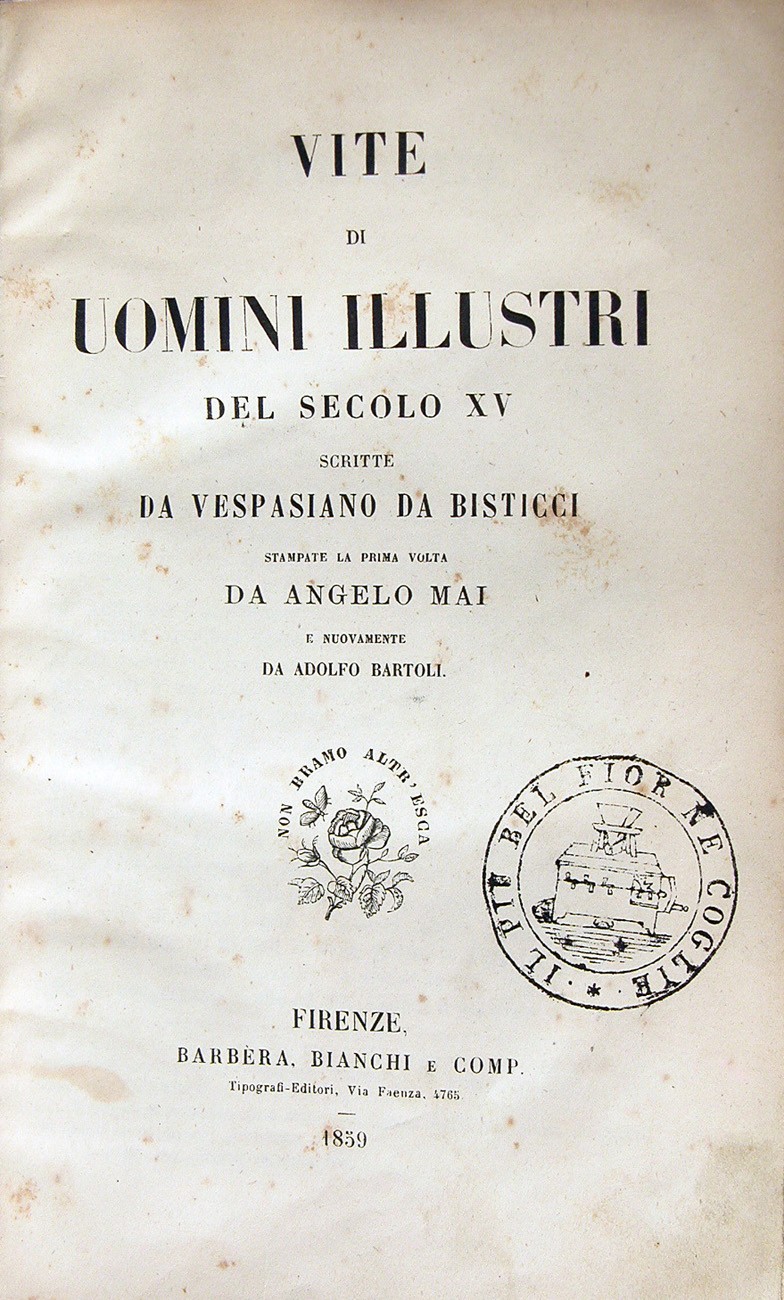 VITE
DI
UOMINI ILLUSTRI
DEL SECOLO XV
SCRITTE
DA VESPASIANO DA BISTICCI
STAMPATE LA PRIMA VOLTA
DA ANGELO MAI
E NUOVAMENTE
DA ADOLFO BARTOLI.
NON BRAMO ALTR' ESCA
IL PIU BEL FIOR NE COGLIE
FIRENZE,
BARBÈRA, BIANCHI E COMP.
Tipografi-Editori, Via Faenza, 4765
1859